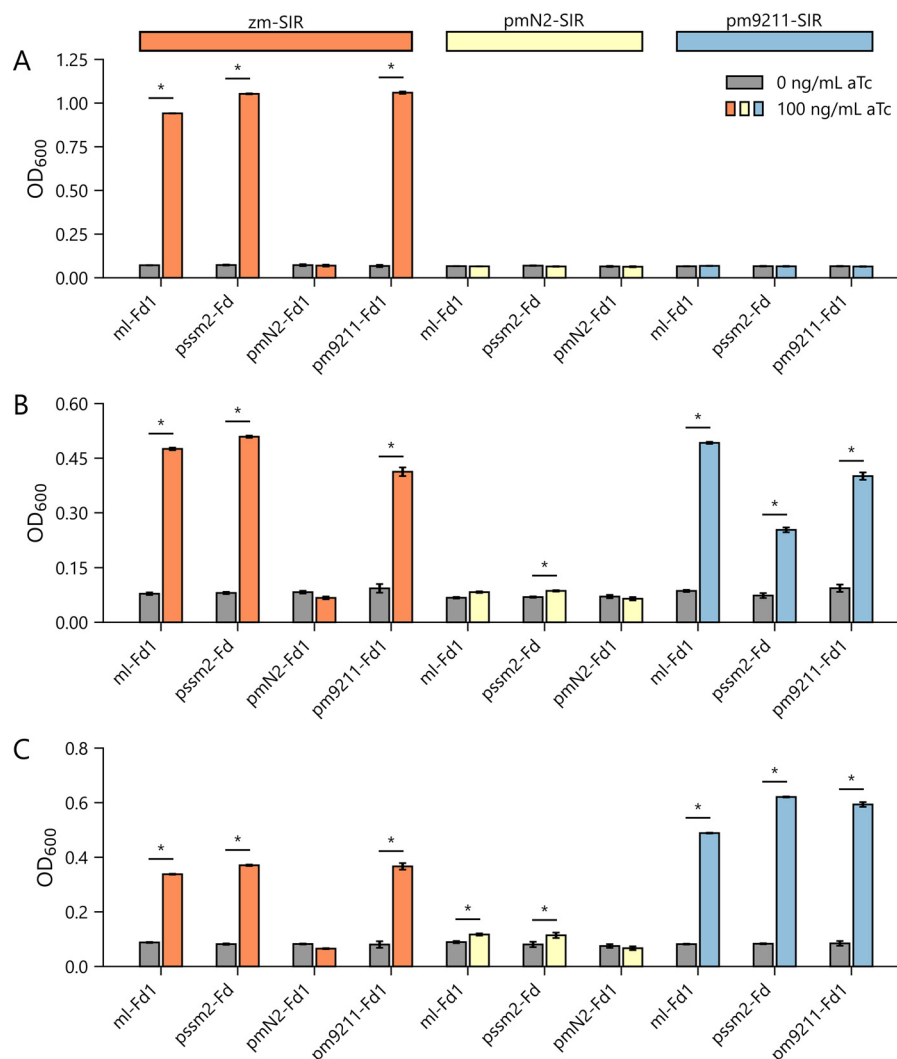 zm-SIR pmN2-SIR pm9211-SIR
A
0 ng/mL aTc
100 ng/mL aTc
OD600
1.25
1.00
0.75
0.50
0.25
0.00
* * *
ml-Fd1 pssm2-Fd pmN2-Fd1 pm9211-Fd1 ml-Fd1 pssm2-Fd pmN2-Fd1 ml-Fd1 pssm2-Fd pm9211-Fd1
B
OD600
0.60
0.45
0.30
0.15
0.00
* * * * * * *
ml-Fd1 pssm2-Fd pmN2-Fd1 pm9211-Fd1 ml-Fd1 pssm2-Fd pmN2-Fd1 ml-Fd1 pssm2-Fd pm9211-Fd1
C
OD600
0.8
0.6
0.4
0.2
0.0
* * * * * * * *
ml-Fd1 pssm2-Fd pmN2-Fd1 pm9211-Fd1 ml-Fd1 pssm2-Fd pmN2-Fd1 ml-Fd1 pssm2-Fd pm9211-Fd1